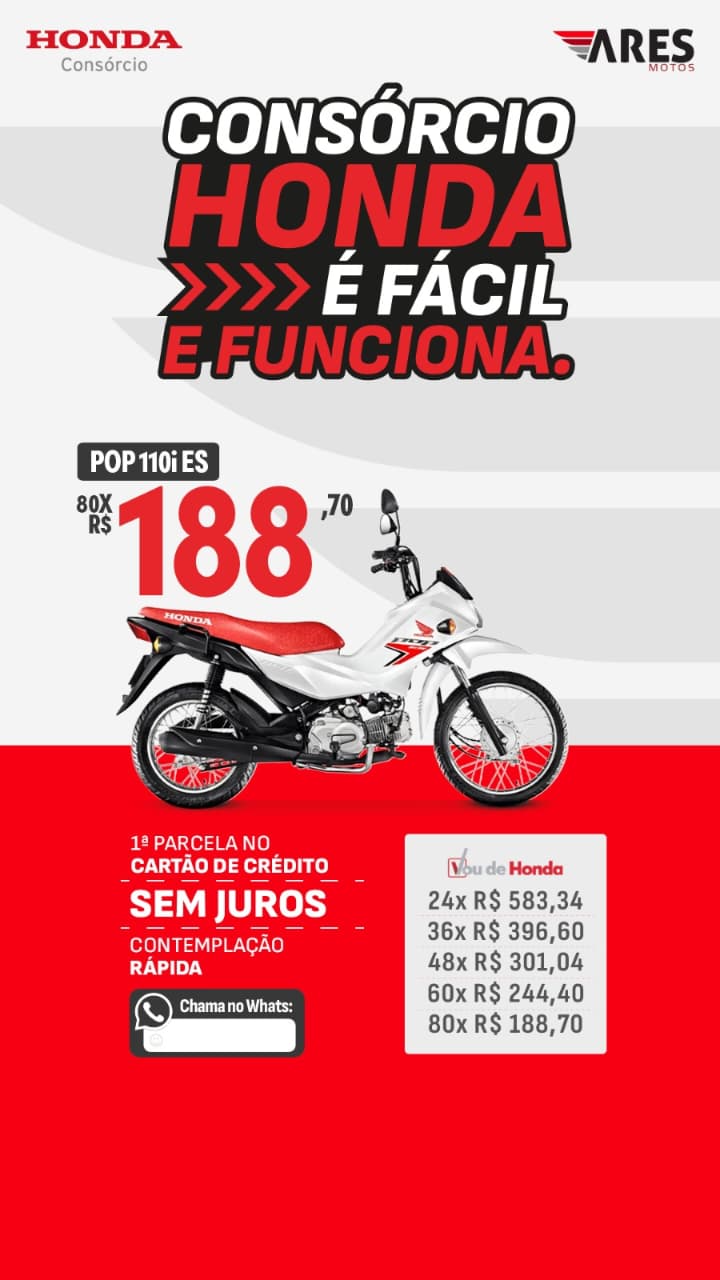 HONDA
Consórcio
ARES
MOTOS
CONSÓRCIO
HONDA
É FÁCIL
E FUNCIONA.
POP 110i ES
80X
R$ 188,70
HONDA
POP
1ª PARCELA NO
CARTÃO DE CRÉDITO
SEM JUROS
CONTEMPLAÇÃO
RÁPIDA
Chama no Whats:
Vou de Honda
24x R$ 583,34
36x R$ 396,60
48x R$ 301,04
60x R$ 244,40
80x R$ 188,70